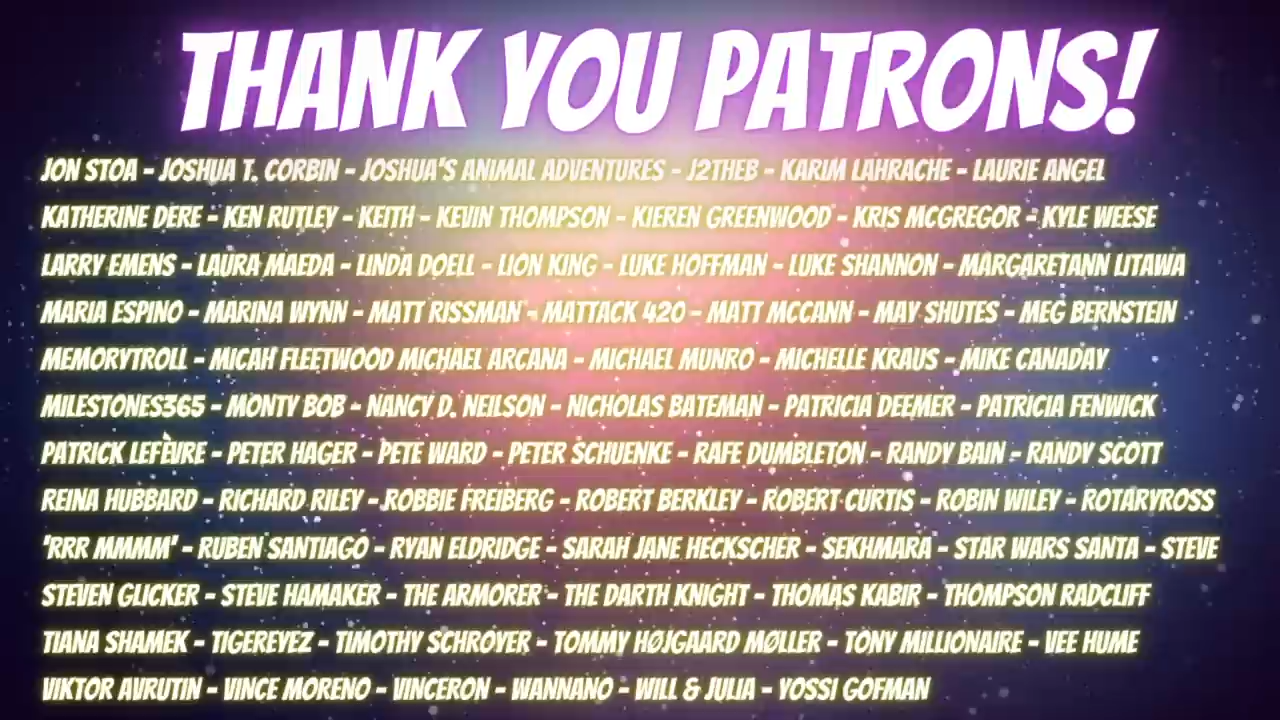 THANK YOU PATRONS!
JON STOA - JOSHUA T. CORBIN - JOSHUA'S ANIMAL ADVENTURES - J2THEB - KARIM LAHRACHE - LAURIE ANGEL
KATHERINE DERE - KEN RUTLEY - KEITH - KEVIN THOMPSON - KIEREN GREENWOOD - KRIS MCGREGOR - KYLE WEESE
LARRY EMENS - LAURA MAEDA - LINDA DOELL - LION KING - LUKE HOFFMAN - LUKE SHANNON - MARGARETANN LITAWA
MARIA ESPINO - MARINA WYNN - MATT RISSMAN - MATTACK 420 - MATT MCCANN - MAY SHUTES - MEG BERNSTEIN
MEMORYTROLL - MICAH FLEETWOOD MICHAEL ARCANA - MICHAEL MUNRO - MICHELLE KRAUS - MIKE CANADAY
MILESTONES365 - MONTY BOB - NANCY D. NEILSON - NICHOLAS BATEMAN - PATRICIA DEEMER - PATRICIA FENWICK
PATRICK LEFÈVRE - PETER HAGER - PETE WARD - PETER SCHUENKE - RAFE DUMBLETON - RANDY BAIN - RANDY SCOTT
REINA HUBBARD - RICHARD RILEY - ROBBIE FREIBERG - ROBERT BERKLEY - ROBERT CURTIS - ROBIN WILEY - ROTARYROSS
'RRR MMMM' - RUBEN SANTIAGO - RYAN ELDRIDGE - SARAH JANE HECKSCHER - SEKHMARA - STAR WARS SANTA - STEVE
STEVEN GLICKER - STEVE HAMAKER - THE ARMORER - THE DARTH KNIGHT - THOMAS KABIR - THOMPSON RADCLIFF
TIANA SHAMEK - TIGEREYEZ - TIMOTHY SCHROYER - TOMMY HØJGAARD MØLLER - TONY MILLIONAIRE - VEE HUME
VIKTOR AVRUTIN - VINCE MORENO - VINCERON - WANNANO - WILL & JULIA - YOSSI GOFMAN